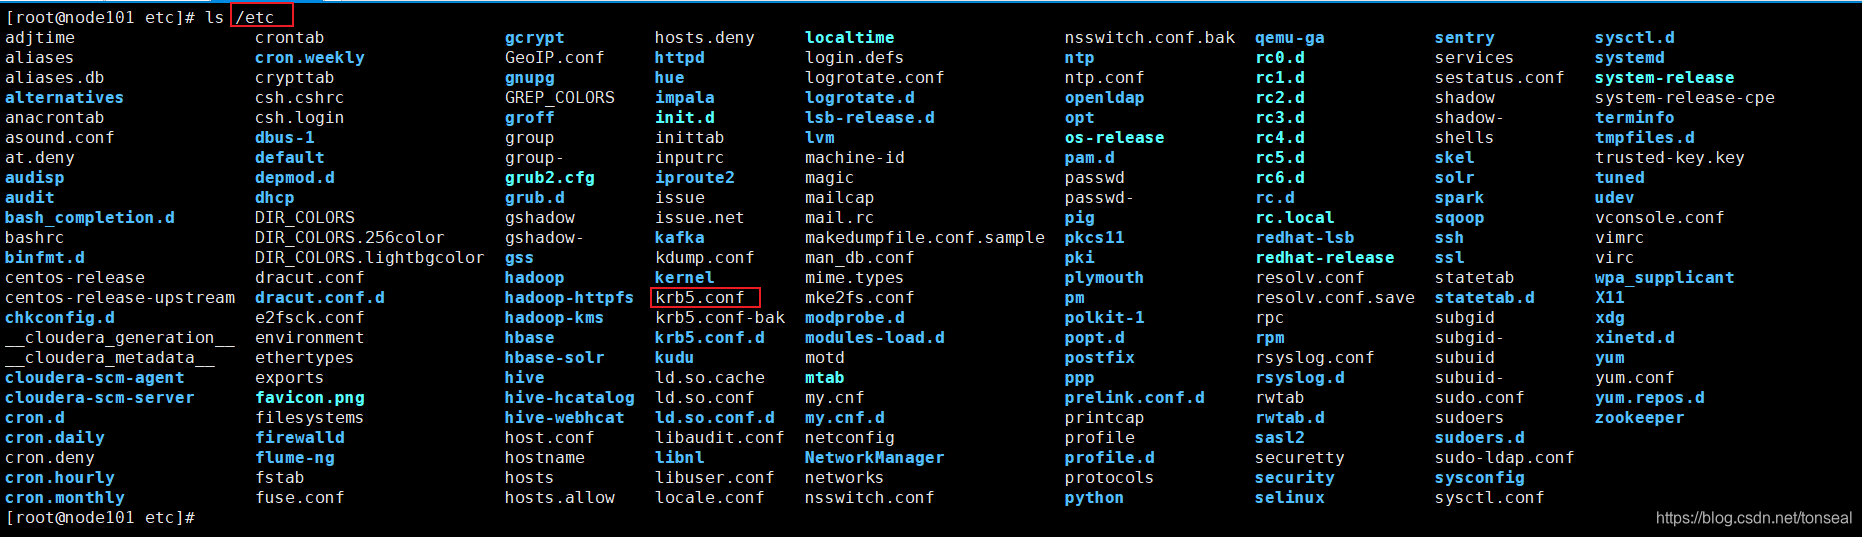 [root@node101 etc]# ls /etc
adjtime crontab gcrypt hosts.deny localtime nsswitch.conf.bak qemu-ga sentry sysctl.d
aliases cron.weekly GeoIP.conf httpd login.defs ntp rc0.d services systemd
aliases.db crypttab gnupg hue logrotate.conf ntp.conf rc1.d sestatus.conf system-release
alternatives csh.cshrc GREP_COLORS impala logrotate.d openldap rc2.d shadow system-release-cpe
anacrontab csh.login groff init.d lsb-release.d opt rc3.d shadow- terminfo
asound.conf dbus-1 group inittab lvm os-release rc4.d shells tmpfiles.d
at.deny default group- inputrc machine-id pam.d rc5.d skel trusted-key.key
audisp depmod.d grub2.cfg iproute2 magic passwd rc6.d solr tuned
audit dhcp grub.d issue mailcap passwd- rc.d spark udev
bash_completion.d DIR_COLORS gshadow issue.net mail.rc pig rc.local sqoop vconsole.conf
bashrc DIR_COLORS.256color gshadow- kafka makedumpfile.conf.sample pkcs11 redhat-lsb ssh vimrc
binfmt.d DIR_COLORS.lightbgcolor gss kdump.conf man_db.conf pki redhat-release ssl virc
centos-release dracut.conf hadoop kernel mime.types plymouth resolv.conf statetab wpa_supplicant
centos-release-upstream dracut.conf.d hadoop-httpfs krb5.conf mke2fs.conf pm resolv.conf.save statetab.d X11
chkconfig.d e2fsck.conf hadoop-kms krb5.conf-bak modprobe.d polkit-1 rpc subgid xdg
__cloudera_generation__ environment hbase krb5.conf.d modules-load.d popt.d rpm subgid- xinetd.d
__cloudera_metadata__ ethertypes hbase-solr kudu motd postfix rsyslog.conf subuid yum
cloudera-scm-agent exports hive ld.so.cache mtab ppp rsyslog.d subuid- yum.conf
cloudera-scm-server favicon.png hive-hcatalog ld.so.conf my.cnf prelink.conf.d rwtab sudo.conf yum.repos.d
cron.d filesystems hive-webhcat ld.so.conf.d my.cnf.d printcap rwtab.d sudoers zookeeper
cron.daily firewalld host.conf libaudit.conf netconfig profile sasl2 sudoers.d
cron.deny flume-ng hostname libnl NetworkManager profile.d securetty sudo-ldap.conf
cron.hourly fstab hosts libuser.conf networks protocols security sysconfig
cron.monthly fuse.conf hosts.allow locale.conf nsswitch.conf python selinux sysctl.conf
[root@node101 etc]#
https://blog.csdn.net/tonseal